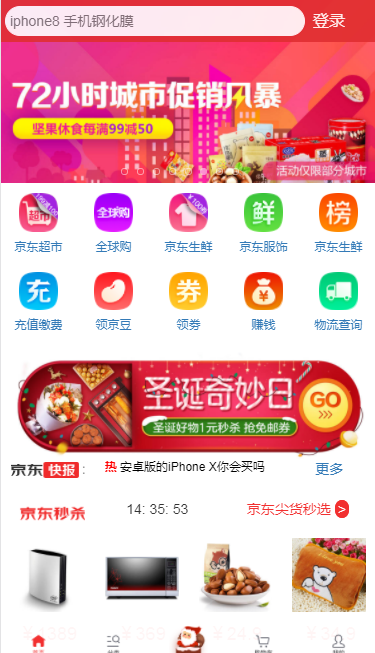 iphone8 手机钢化膜 登录
72小时城市促销风暴
坚果休食每满99减50
活动仅限部分城市
超市
全球购 ¥100券 鲜 榜
京东超市 全球购 京东生鲜 京东服饰 京东生鲜
充 券
充值缴费 领京豆 领券 赚钱 物流查询
圣诞奇妙日 GO
圣诞好物1元秒杀 抢免邮券
京东 快报 : 热 安卓版的iPhone X你会买吗 更多
京东秒杀 14: 35: 53 京东尖货秒选 >